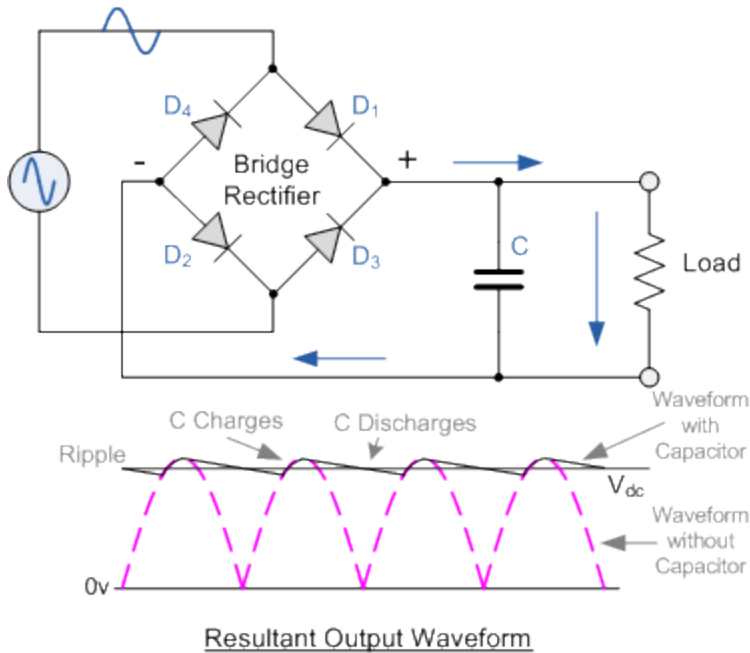 D4
D1
-
+
Bridge
Rectifier
D2
D3
C
Load
C Charges
C Discharges
Waveform
with
Capacitor
Ripple
Vdc
Waveform
without
Capacitor
0v
Resultant Output Waveform